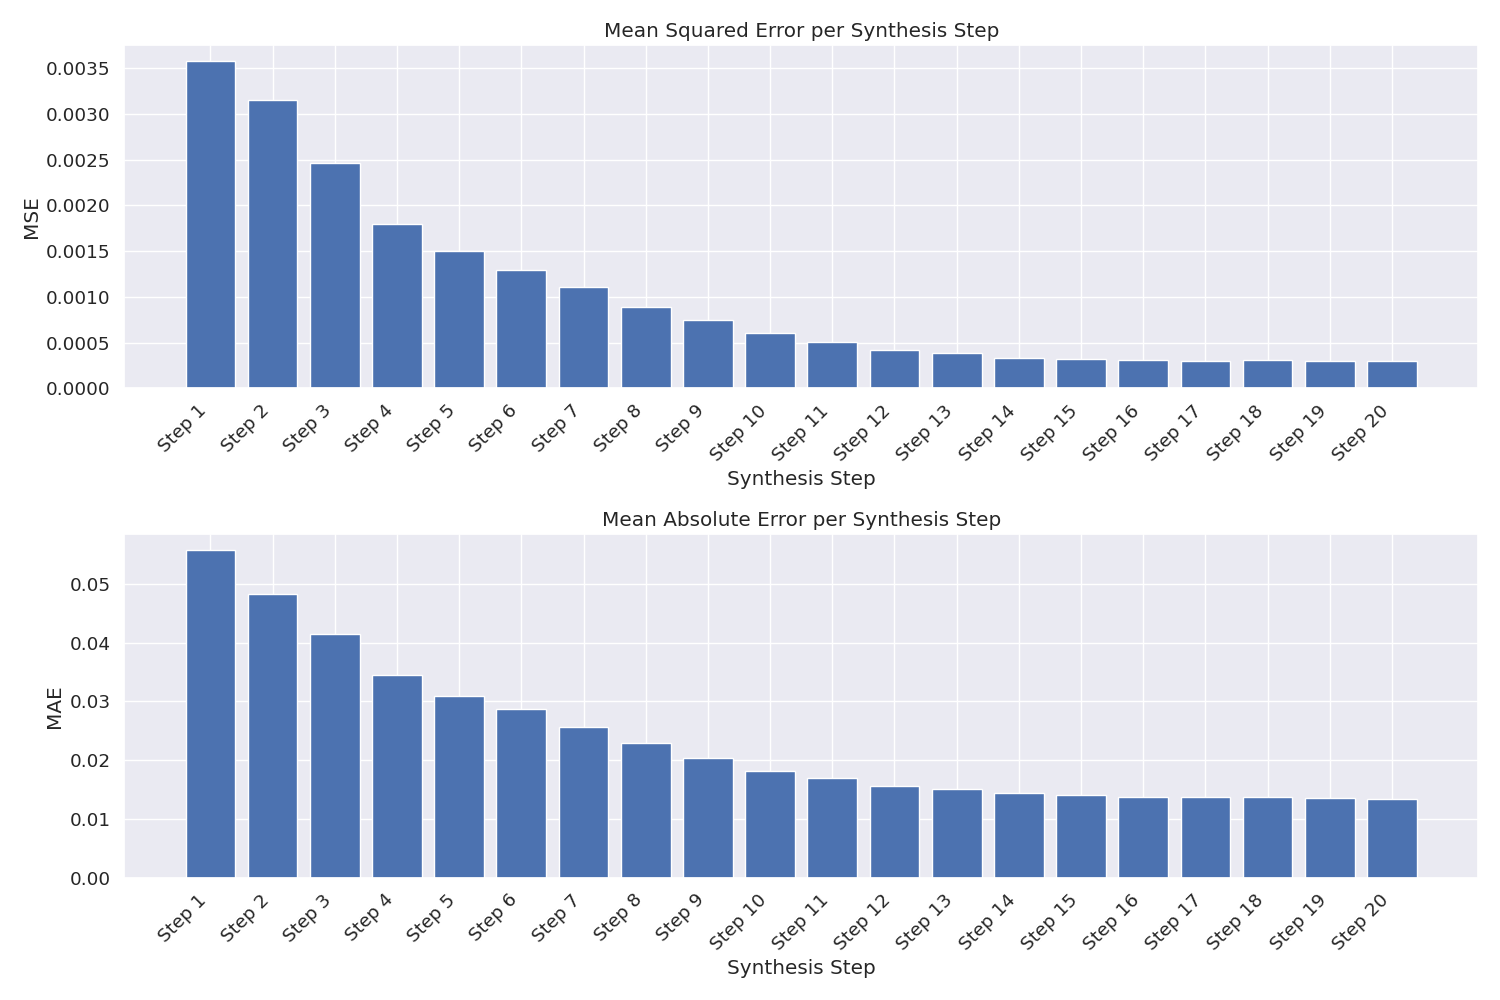 Mean Squared Error per Synthesis Step
MSE
0.0035
0.0030
0.0025
0.0020
0.0015
0.0010
0.0005
0.0000
Step 1
Step 2
Step 3
Step 4
Step 5
Step 6
Step 7
Step 8
Step 9
Step 10
Step 11
Step 12
Step 13
Step 14
Step 15
Step 16
Step 17
Step 18
Step 19
Step 20
Synthesis Step
Mean Absolute Error per Synthesis Step
MAE
0.05
0.04
0.03
0.02
0.01
0.00
Step 1
Step 2
Step 3
Step 4
Step 5
Step 6
Step 7
Step 8
Step 9
Step 10
Step 11
Step 12
Step 13
Step 14
Step 15
Step 16
Step 17
Step 18
Step 19
Step 20
Synthesis Step